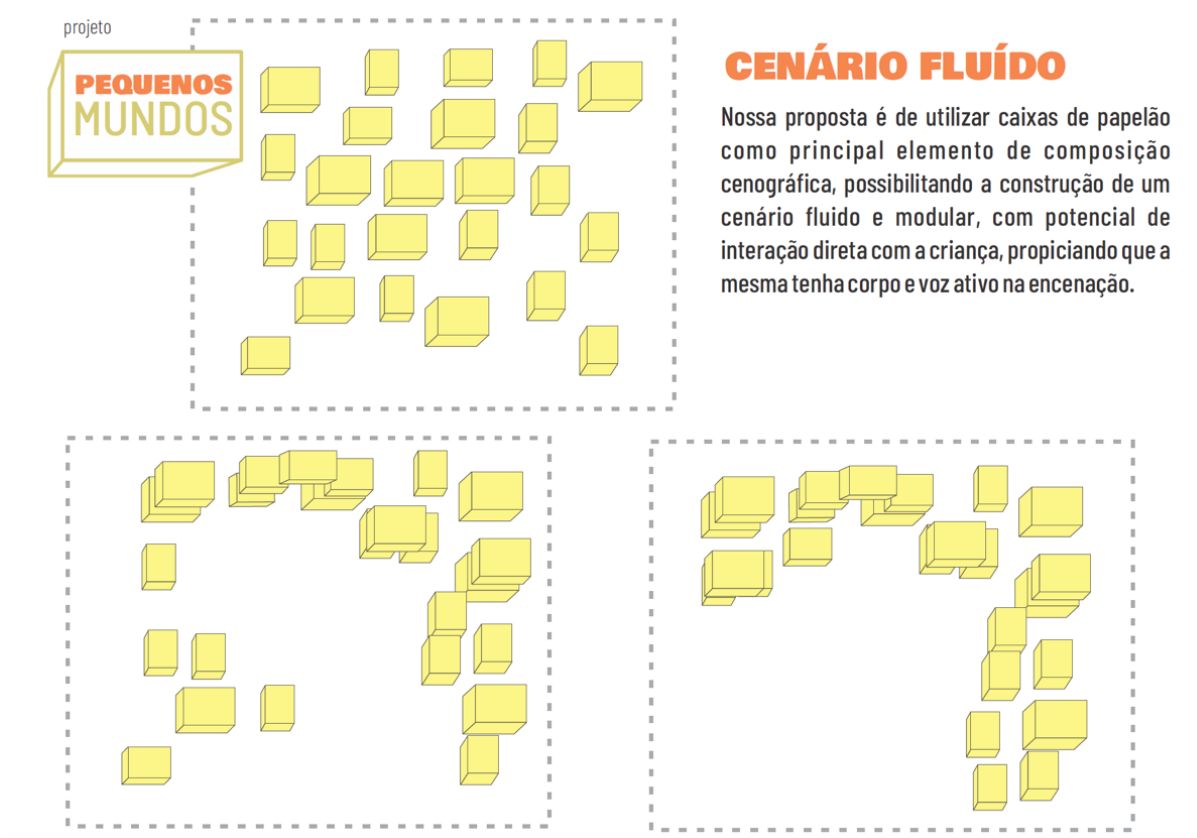 projeto
PEQUENOS
MUNDOS
CENÁRIO FLUÍDO
Nossa proposta é de utilizar caixas de papelão
como principal elemento de composição
cenográfica, possibilitando a construção de um
cenário fluido e modular, com potencial de
interação direta com a criança, propiciando que a
mesma tenha corpo e voz ativo na encenação.